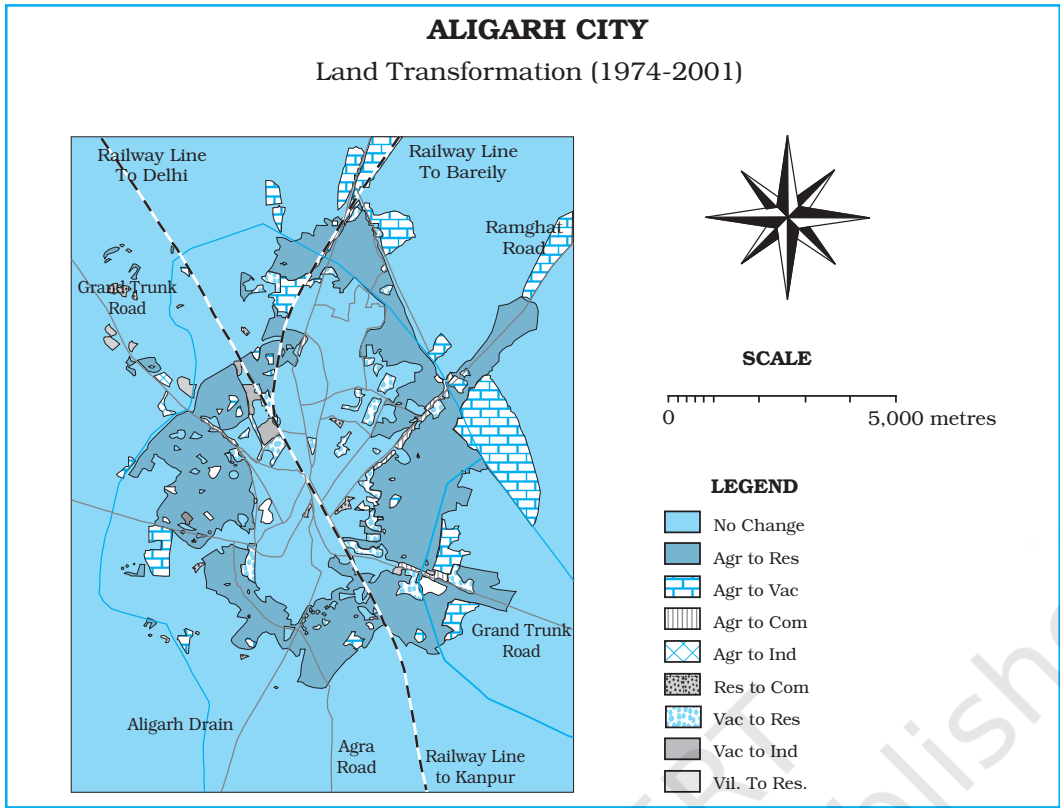 ALIGARH CITY
Land Transformation (1974-2001)
Railway Line
To Delhi
Railway Line
To Bareily
Ramghat
Road
Grand Trunk
Road
Grand Trunk
Road
Aligarh Drain
Agra
Road
Railway Line
to Kanpur
SCALE
0 5,000 metres
LEGEND
No Change
Agr to Res
Agr to Vac
Agr to Com
Agr to Ind
Res to Com
Vac to Res
Vac to Ind
Vil. To Res.